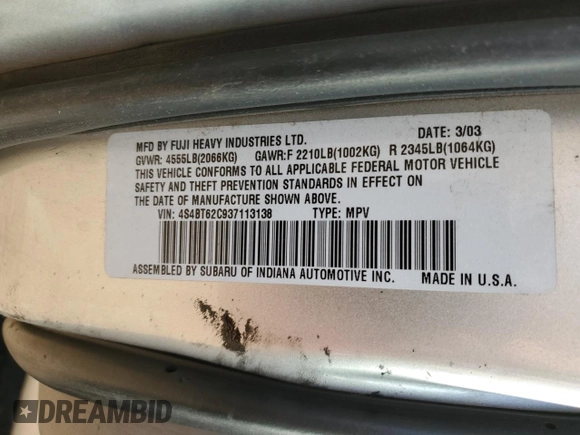 MFD BY FUJI HEAVY INDUSTRIES LTD. DATE: 3/03
GVWR: 4555LB(2066KG) GAWR:F 2210LB(1002KG) R 2345LB(1064KG)
THIS VEHICLE CONFORMS TO ALL APPLICABLE FEDERAL MOTOR VEHICLE
SAFETY AND THEFT PREVENTION STANDARDS IN EFFECT ON
THE DATE OF MANUFACTURE SHOWN ABOVE.
VIN: 4S4BT62C937113138 TYPE: MPV
ASSEMBLED BY SUBARU OF INDIANA AUTOMOTIVE INC. MADE IN U.S.A.
DREAMBID